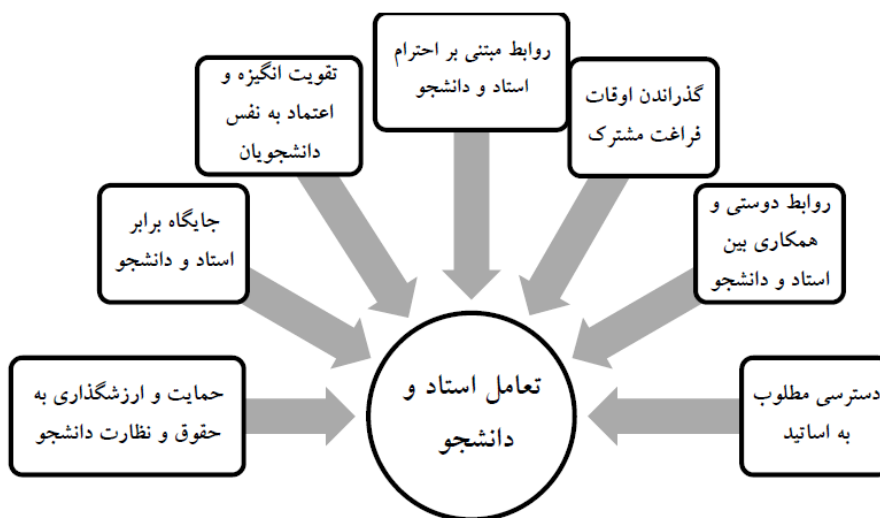 روابط مبتنی بر احترام
استاد و دانشجو
گذراندن اوقات
فراغت مشترک
تقویت انگیزه و
اعتماد به نفس
دانشجویان
روابط دوستی و
همکاری بین
استاد و دانشجو
جایگاه برابر
استاد و دانشجو
دسترسی مطلوب
به اساتید
حمایت و ارزشگذاری به
حقوق و نظارت دانشجو
تعامل استاد و
دانشجو